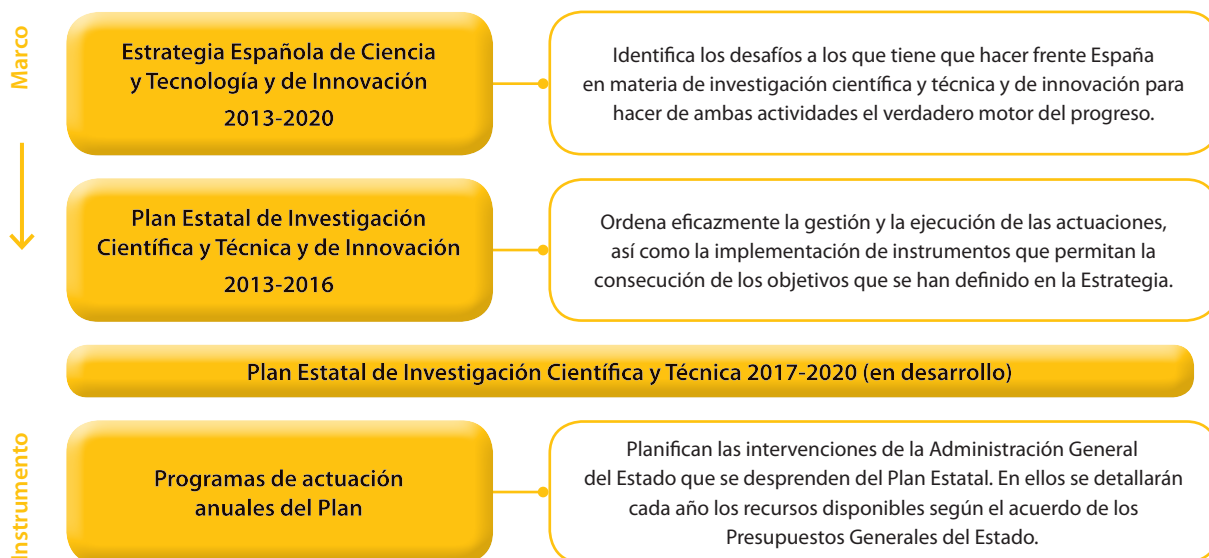 Marco
Estrategia Española de Ciencia
y Tecnología y de Innovación
2013-2020
Identifica los desafíos a los que tiene que hacer frente España
en materia de investigación científica y técnica y de innovación para
hacer de ambas actividades el verdadero motor del progreso.
Plan Estatal de Investigación
Científica y Técnica y de Innovación
2013-2016
Ordena eficazmente la gestión y la ejecución de las actuaciones,
así como la implementación de instrumentos que permitan la
consecución de los objetivos que se han definido en la Estrategia.
Plan Estatal de Investigación Científica y Técnica 2017-2020 (en desarrollo)
Instrumento
Programas de actuación
anuales del Plan
Planifican las intervenciones de la Administración General
del Estado que se desprenden del Plan Estatal. En ellos se detallarán
cada año los recursos disponibles según el acuerdo de los
Presupuestos Generales del Estado.